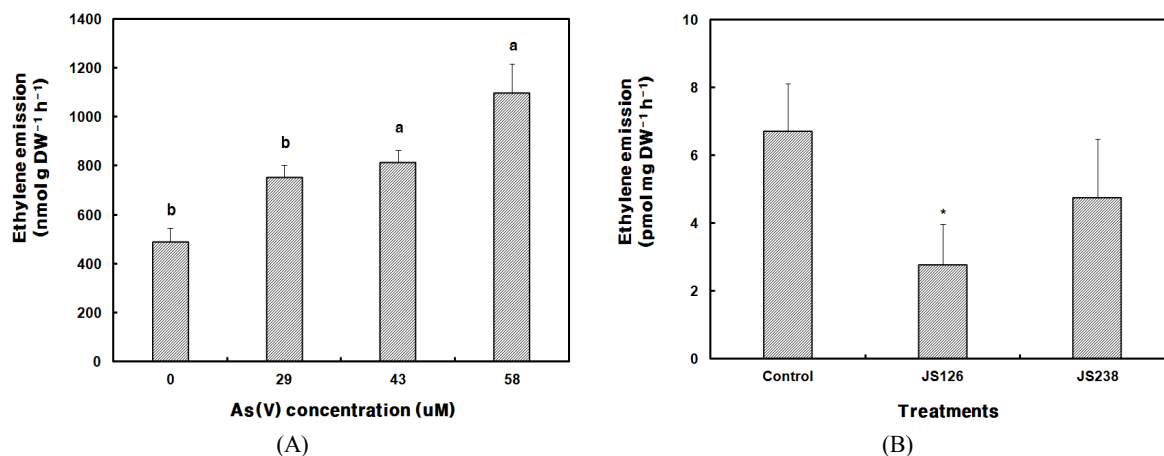 1400
1200
1000
800
600
400
200
0
Ethylene emission
(nmol g DW⁻¹ h⁻¹)
b
b
a
a
0 29 43 58
As(V) concentration (uM)
(A)
10
8
6
4
2
0
Ethylene emission
(pmol mg DW⁻¹ h⁻¹)
*
Control JS126 JS238
Treatments
(B)